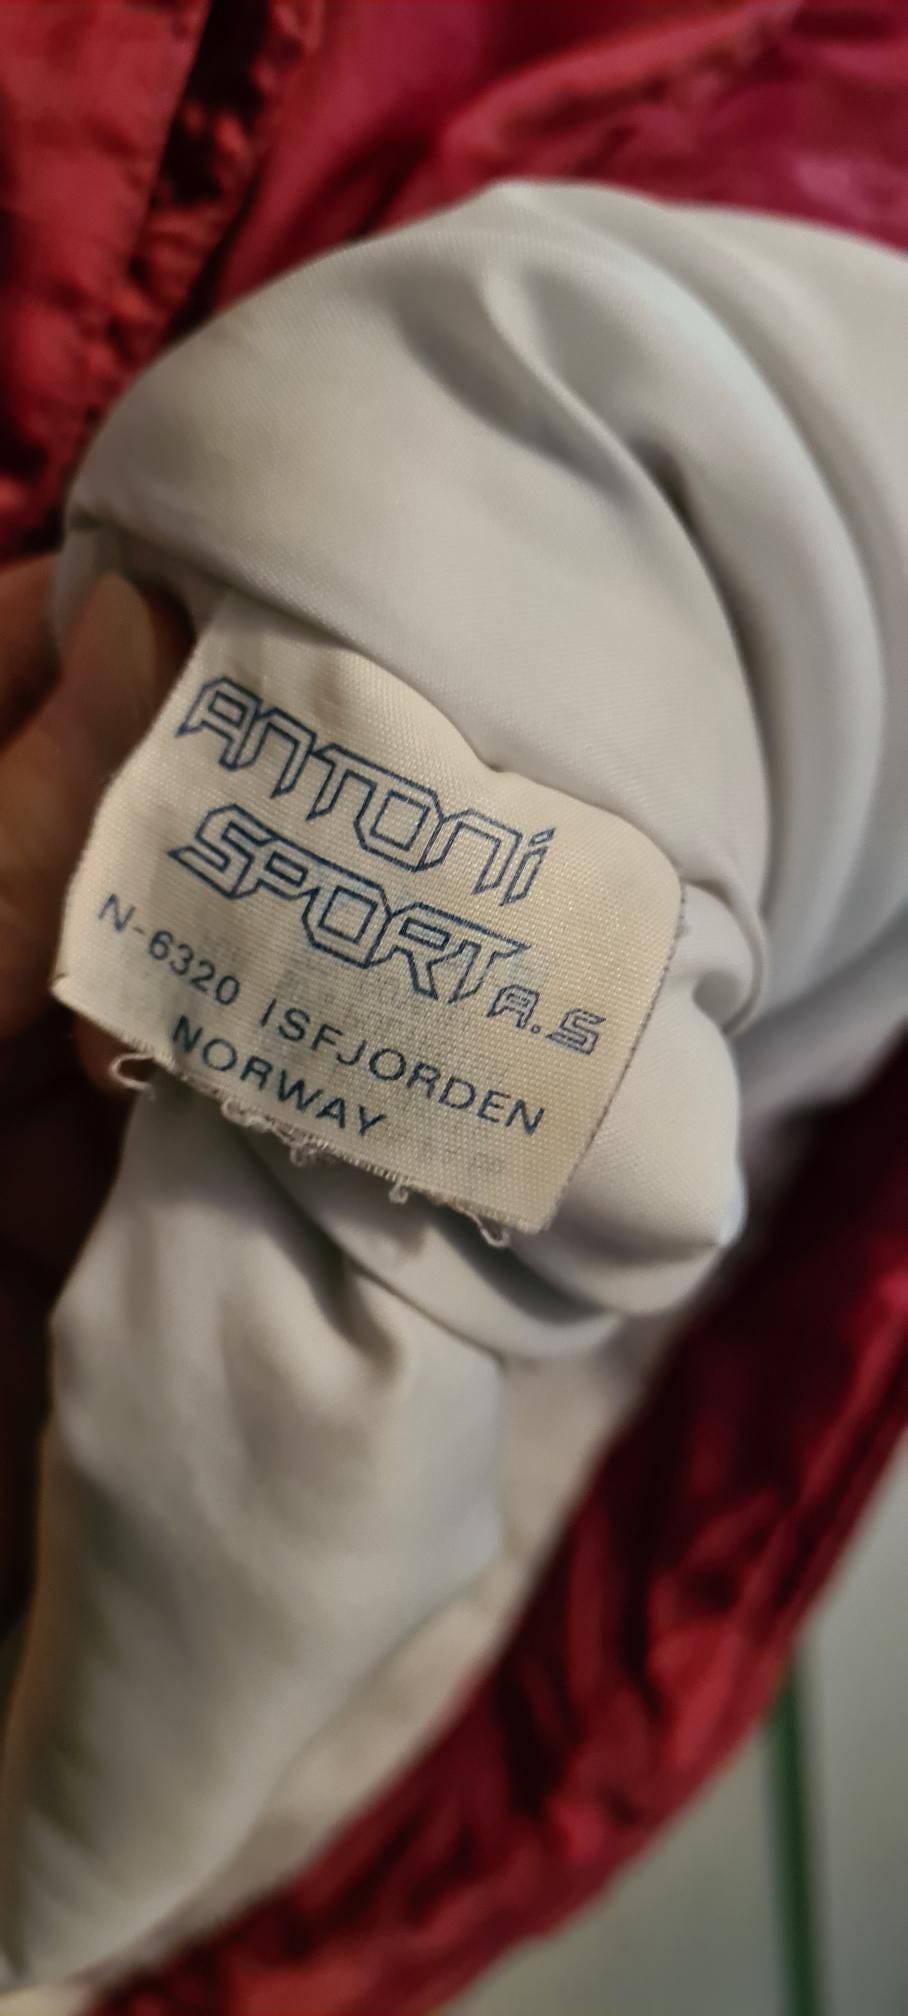 ANTONI
SPORT A.S
N-6320 ISFJORDEN
NORWAY